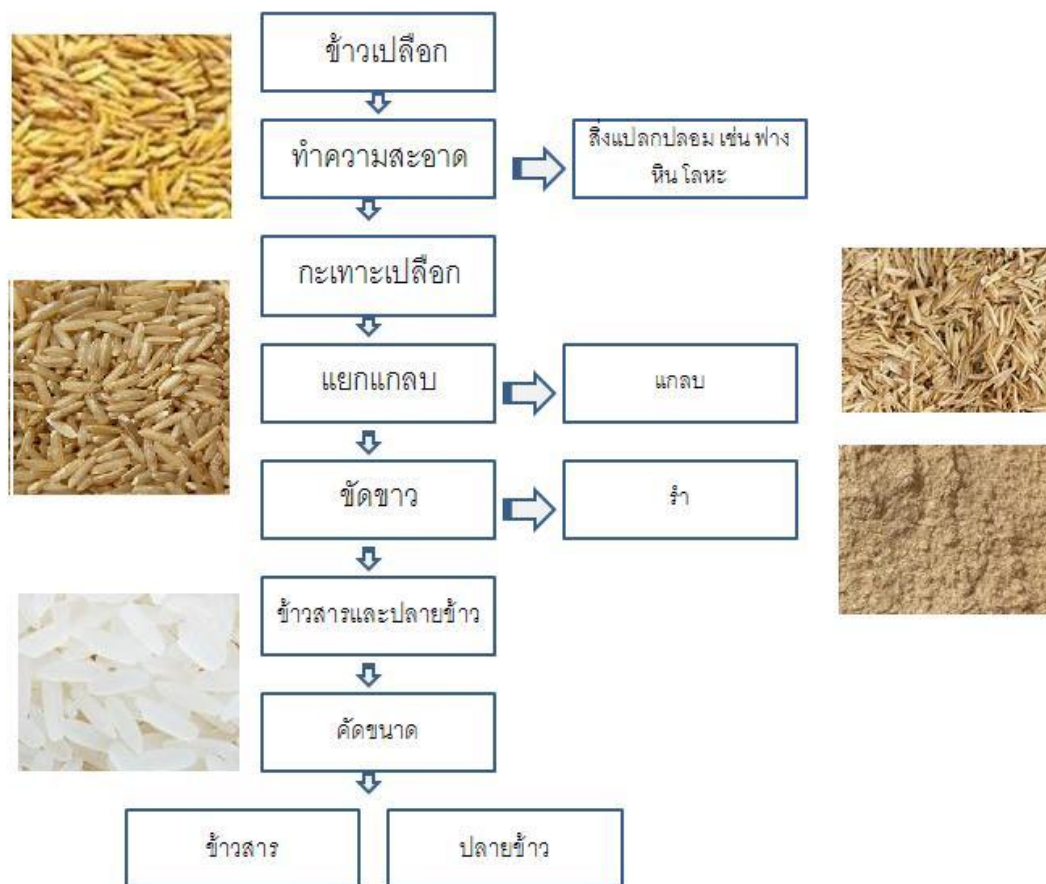 ข้าวเปลือก
ทำความสะอาด
สิ่งแปลกปลอม เช่น ฟาง
หิน โลหะ
กะเทาะเปลือก
แยกแกลบ
แกลบ
ขัดขาว
รำ
ข้าวสารและปลายข้าว
คัดขนาด
ข้าวสาร
ปลายข้าว